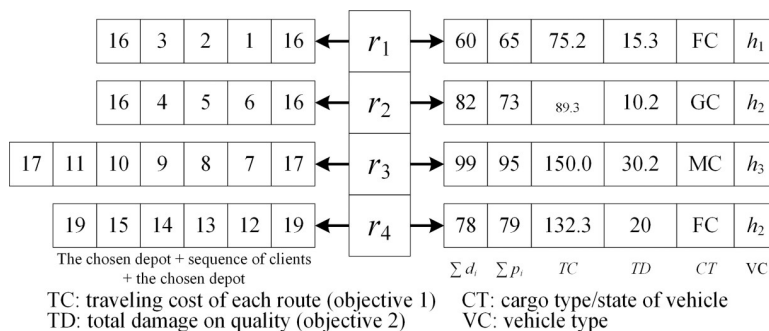 16 3 2 1 16 r₁ 60 65 75.2 15.3 FC h₁
16 4 5 6 16 r₂ 82 73 89.3 10.2 GC h₂
17 11 10 9 8 7 17 r₃ 99 95 150.0 30.2 MC h₃
19 15 14 13 12 19 r₄ 78 79 132.3 20 FC h₂
The chosen depot + sequence of clients
+ the chosen depot
∑ dᵢ ∑ pᵢ TC TD CT VC
TC: traveling cost of each route (objective 1) CT: cargo type/state of vehicle
TD: total damage on quality (objective 2) VC: vehicle type